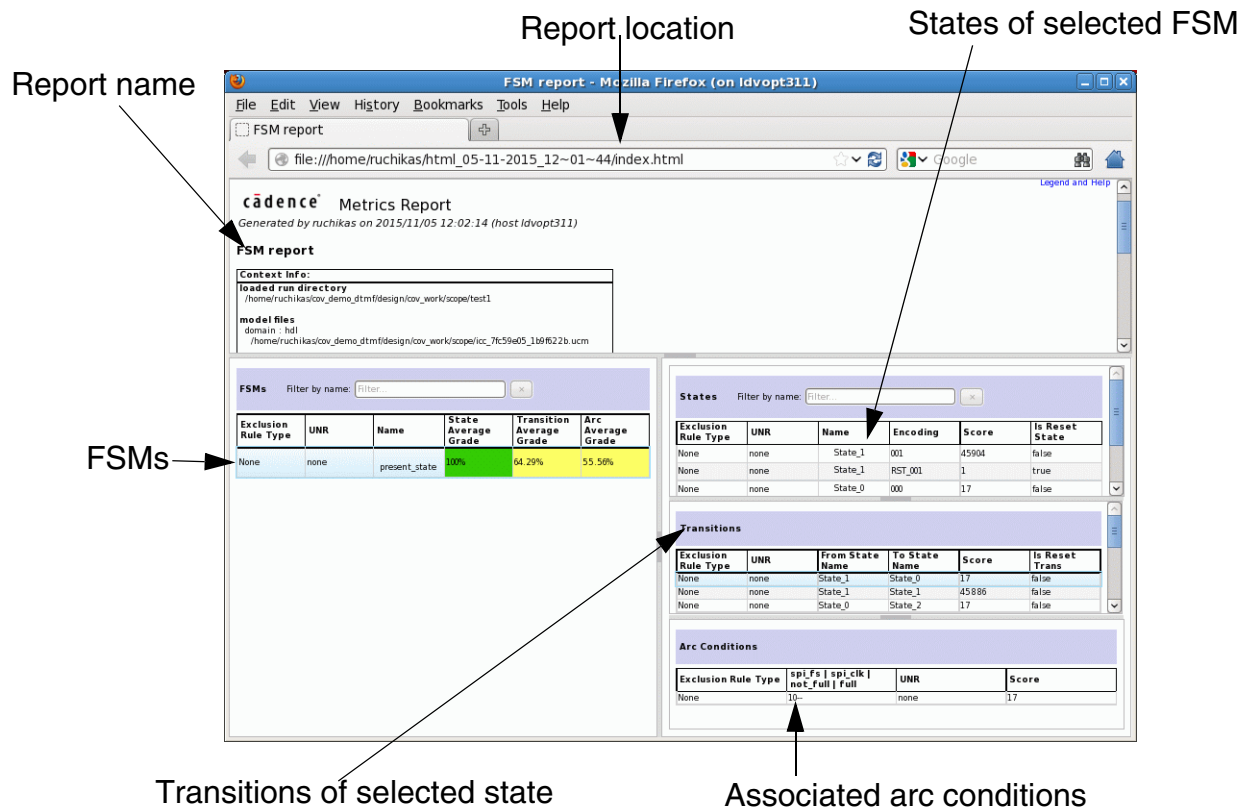 Report location
States of selected FSM
Report name
FSM report - Mozilla Firefox (on ldvopt311)
File Edit View History Bookmarks Tools Help
FSM report
file:///home/ruchikas/html_05-11-2015_12~01~44/index.html
Google
Legend and Help
cādence® Metrics Report
Generated by ruchikas on 2015/11/05 12:02:14 (host ldvopt311)
FSM report
Context Info:
loaded run directory
/home/ruchikas/cov_demo_dtmf/design/cov_work/scope/test1
model files
domain : hdl
/home/ruchikas/cov_demo_dtmf/design/cov_work/scope/icc_7fc59e05_1b9f622b.ucm
FSMs
FSMs Filter by name: Filter...
Exclusion Rule Type UNR Name State Average Grade Transition Average Grade Arc Average Grade
None none present_state 100% 64.29% 55.56%
States Filter by name: Filter...
Exclusion Rule Type UNR Name Encoding Score Is Reset State
None none State_1 001 45904 false
None none State_1 RST_001 1 true
None none State_0 000 17 false
Transitions
Exclusion Rule Type UNR From State Name To State Name Score Is Reset Trans
None none State_1 State_0 17 false
None none State_1 State_1 45886 false
None none State_0 State_2 17 false
Arc Conditions
Exclusion Rule Type spi_fs | spi_clk | not_full | full UNR Score
None 10-- none 17
Transitions of selected state
Associated arc conditions